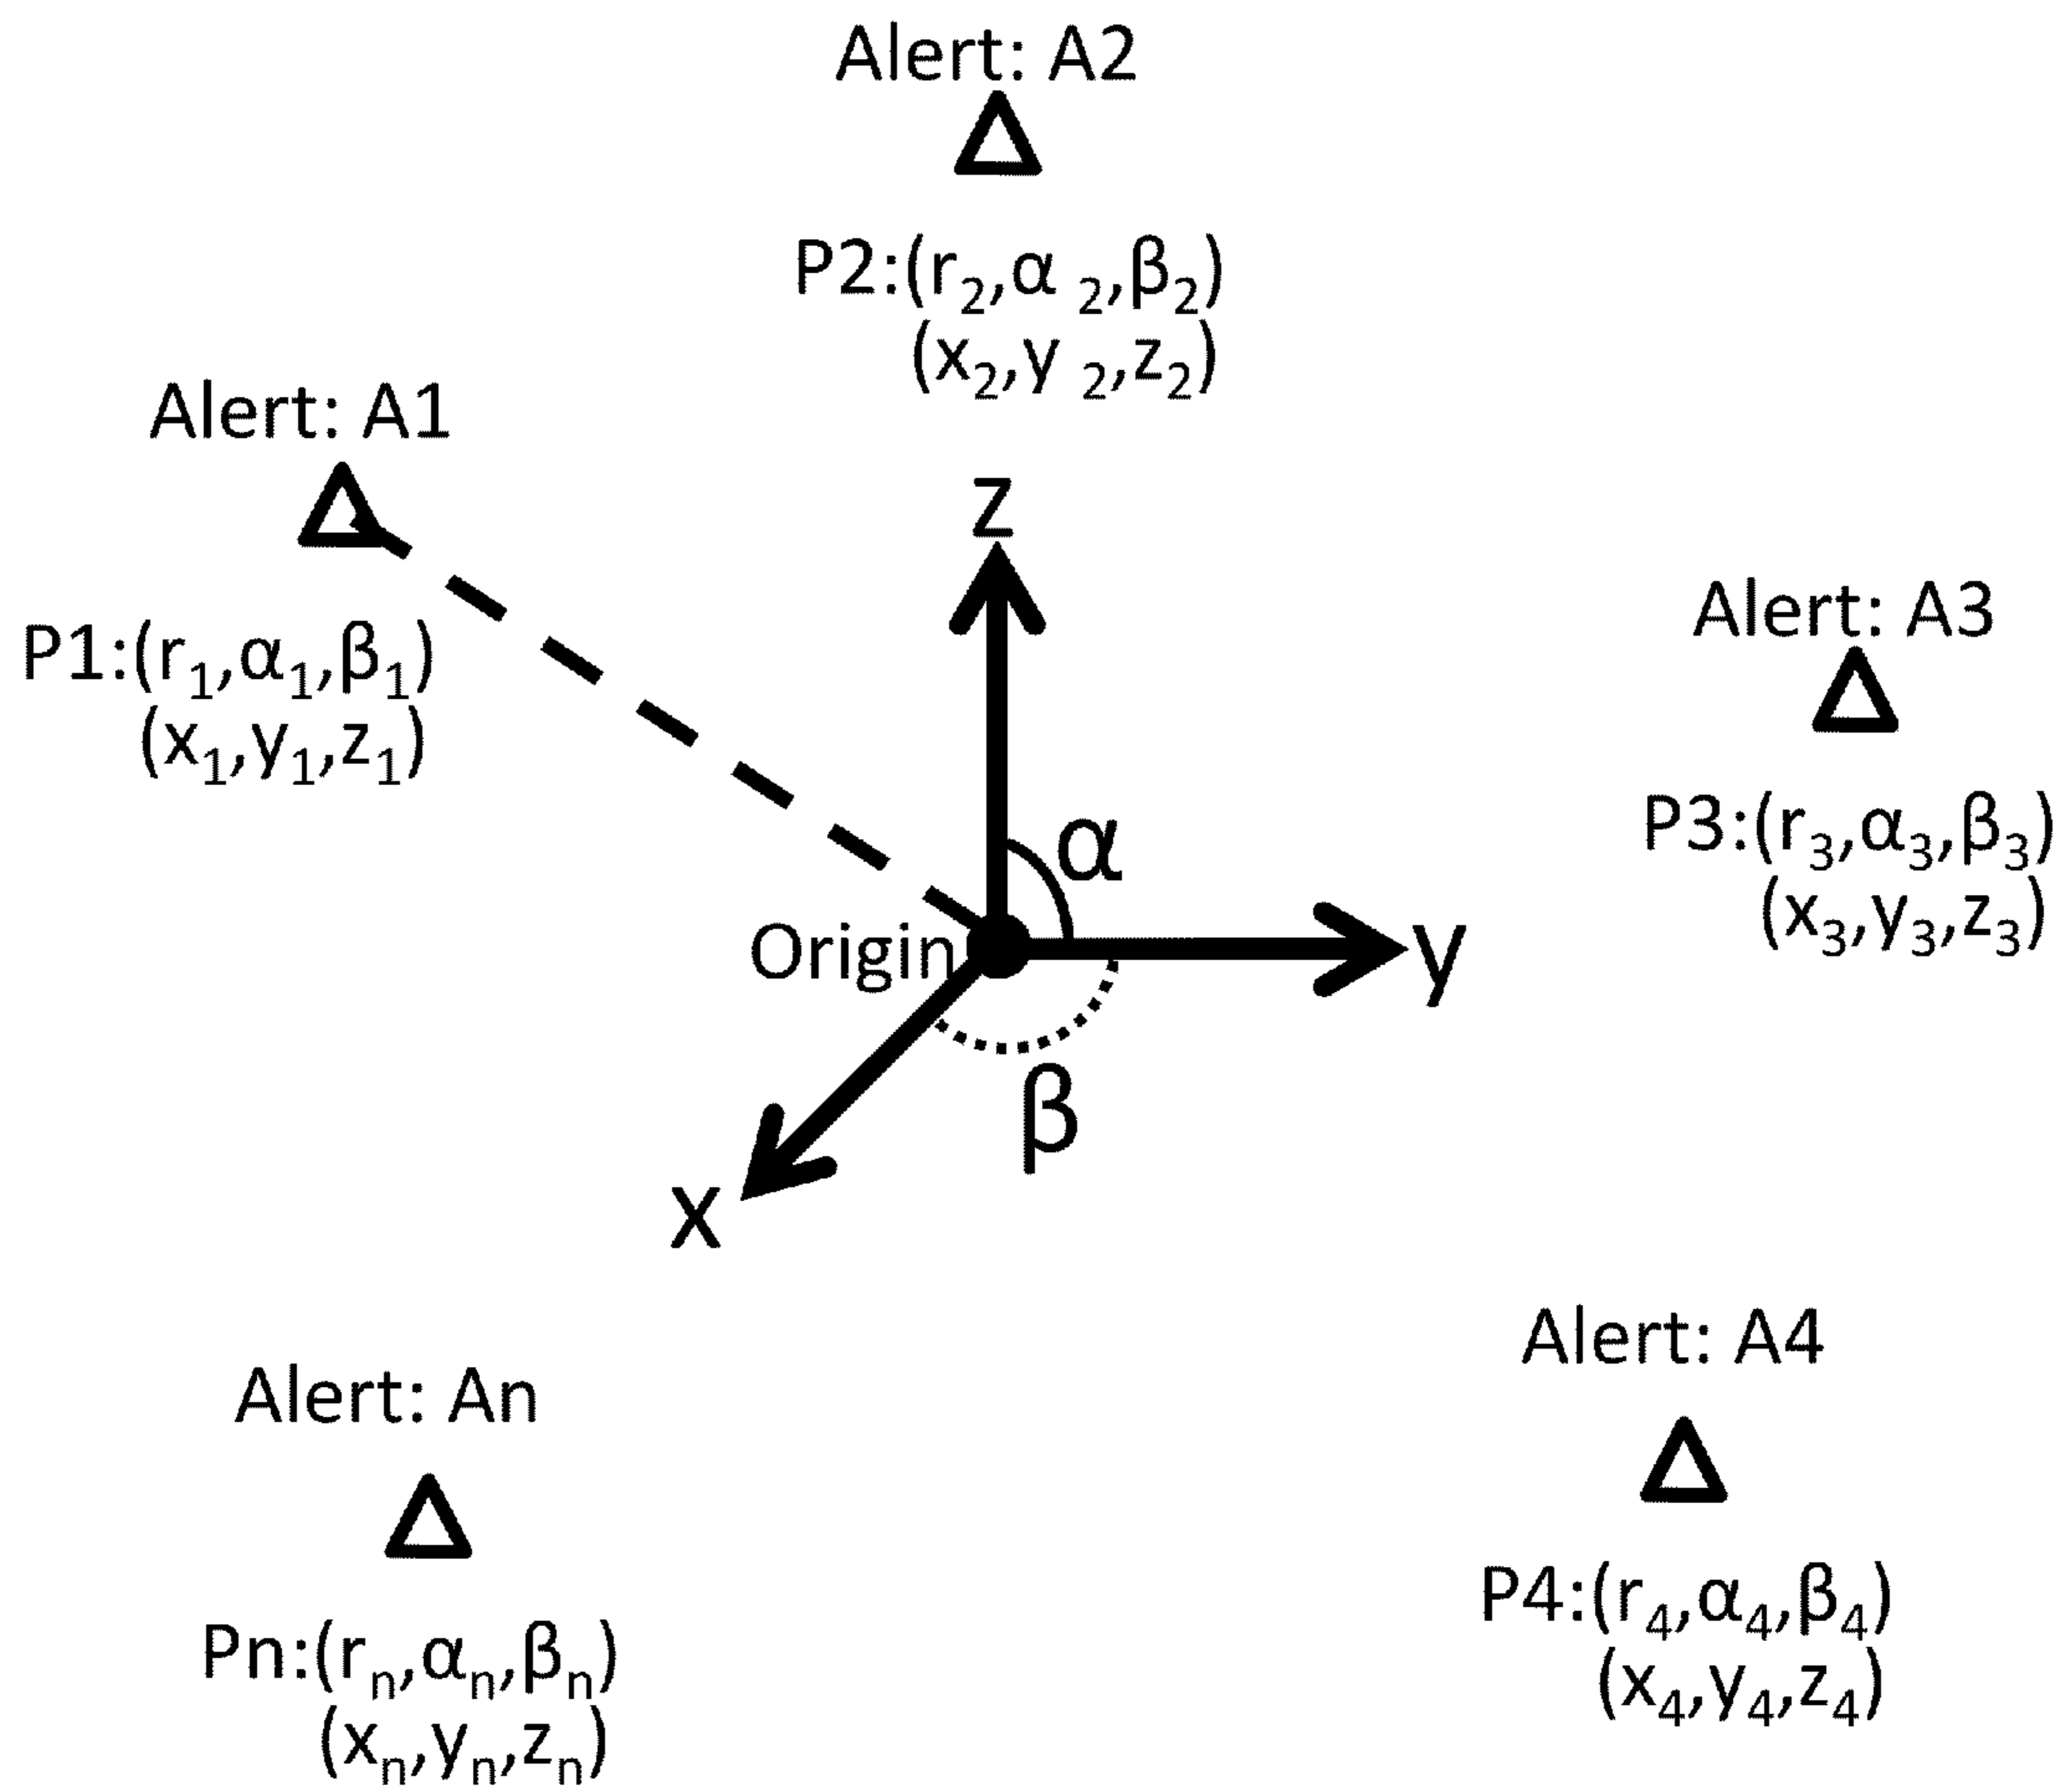 Alert: A2
P2:(r₂,α ₂,β₂)
(x₂,y ₂,z₂)
Alert: A1
P1:(r₁,α₁,β₁)
(x₁,y₁,z₁)
z
Alert: A3
P3:(r₃,α₃,β₃)
(x₃,y₃,z₃)
α
Origin
y
β
x
Alert: A4
P4:(r₄,α₄,β₄)
(x₄,y₄,z₄)
Alert: An
Pn:(rₙ,αₙ,βₙ)
(xₙ,yₙ,zₙ)